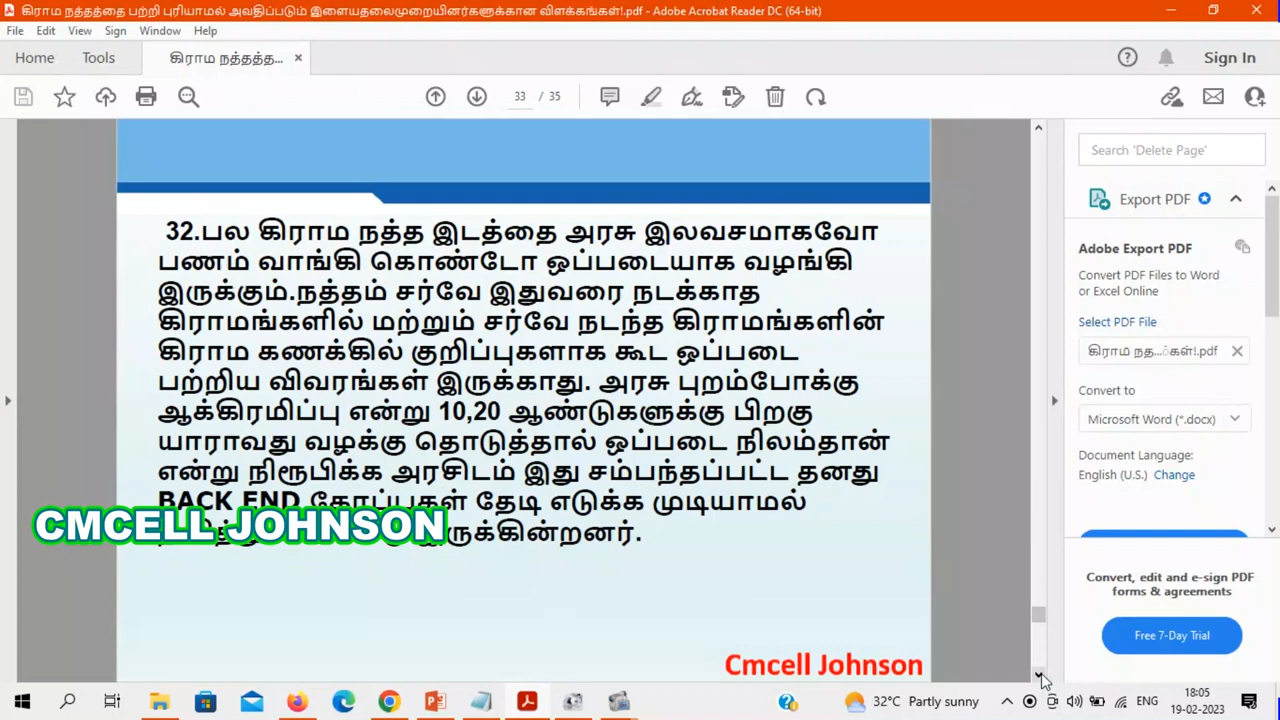 கிராம நத்தத்தை பற்றி புரியாமல் அவதிப்படும் இளையதலைமுறையினர்களுக்கான விளக்கங்கள்!.pdf - Adobe Acrobat Reader DC (64-bit)
File Edit View Sign Window Help
Home Tools கிராம நத்தத்த... × Sign In
33 / 35
Search 'Delete Page'
Export PDF
Adobe Export PDF
Convert PDF Files to Word
or Excel Online
Select PDF File
கிராம நத...்கள்!.pdf
Convert to
Microsoft Word (*.docx)
Document Language:
English (U.S.) Change
Convert, edit and e-sign PDF
forms & agreements
Free 7-Day Trial
32.பல கிராம நத்த இடத்தை அரசு இலவசமாகவோ
பணம் வாங்கி கொண்டோ ஒப்படையாக வழங்கி
இருக்கும்.நத்தம் சர்வே இதுவரை நடக்காத
கிராமங்களில் மற்றும் சர்வே நடந்த கிராமங்களின்
கிராம கணக்கில் குறிப்புகளாக கூட ஒப்படை
பற்றிய விவரங்கள் இருக்காது. அரசு புறம்போக்கு
ஆக்கிரமிப்பு என்று 10,20 ஆண்டுகளுக்கு பிறகு
யாராவது வழக்கு தொடுத்தால் ஒப்படை நிலம்தான்
என்று நிரூபிக்க அரசிடம் இது சம்பந்தப்பட்ட தனது
BACK END கோப்புகள் தேடி எடுக்க முடியாமல்
இருக்கின்றனர்.
CMCELL JOHNSON
Cmcell Johnson
32°C Partly sunny ENG 18:05
19-02-2023